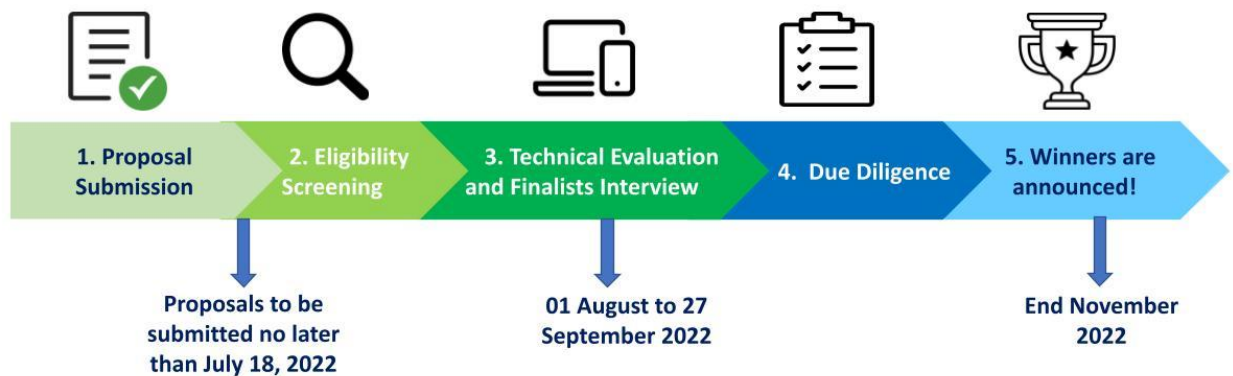 1. Proposal
Submission
2. Eligibility
Screening
3. Technical Evaluation
and Finalists Interview
4. Due Diligence
5. Winners are
announced!
Proposals to be
submitted no later
than July 18, 2022
01 August to 27
September 2022
End November
2022